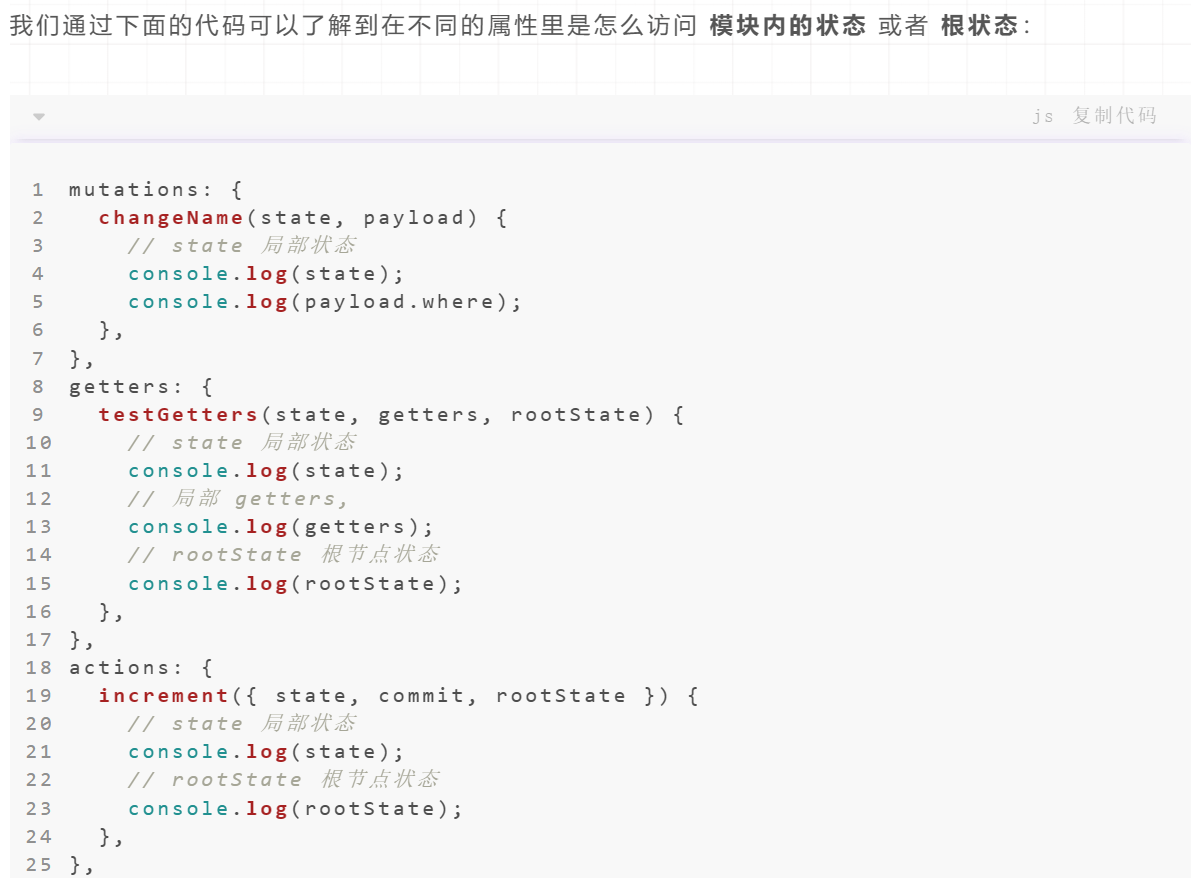 我们通过下面的代码可以了解到在不同的属性里是怎么访问 模块内的状态 或者 根状态：
js 复制代码
1 mutations: {
2   changeName(state, payload) {
3     // state 局部状态
4     console.log(state);
5     console.log(payload.where);
6   },
7 },
8 getters: {
9   testGetters(state, getters, rootState) {
10     // state 局部状态
11     console.log(state);
12     // 局部 getters,
13     console.log(getters);
14     // rootState 根节点状态
15     console.log(rootState);
16   },
17 },
18 actions: {
19   increment({ state, commit, rootState }) {
20     // state 局部状态
21     console.log(state);
22     // rootState 根节点状态
23     console.log(rootState);
24   },
25 },